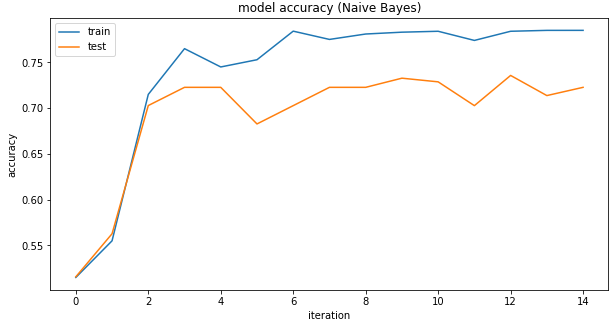 model accuracy (Naive Bayes)
train
test
accuracy
0.75
0.70
0.65
0.60
0.55
0 2 4 6 8 10 12 14
iteration